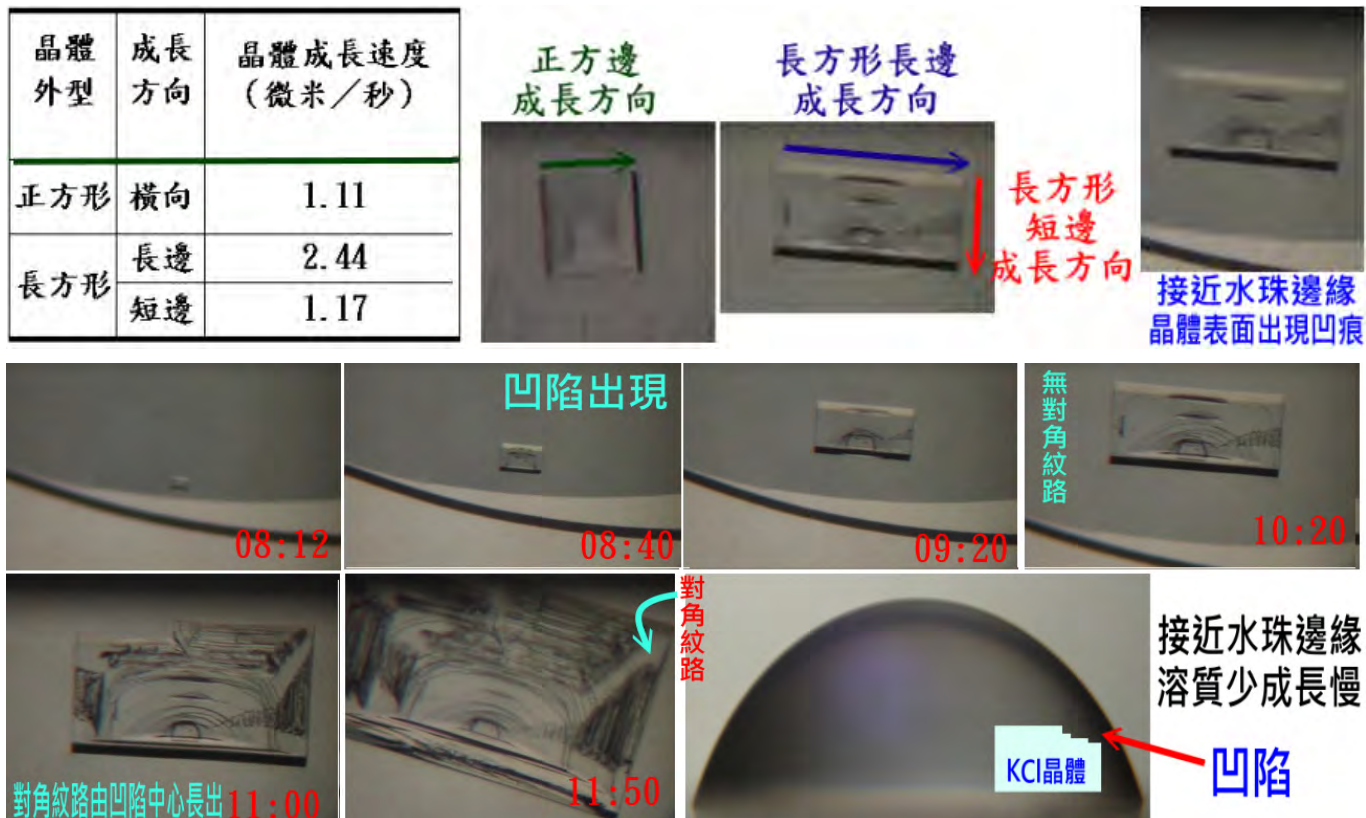 晶體 成長 晶體成長速度
外型 方向 (微米／秒)
正方形 橫向 1.11
長方形 長邊 2.44
短邊 1.17
正方邊
成長方向
長方形長邊
成長方向
長方形
短邊
成長方向
接近水珠邊緣
晶體表面出現凹痕
08:12
凹陷出現
08:40
09:20
無對角紋路
10:20
對角紋路由凹陷中心長出11:00
對角紋路
11:50
KCl晶體
接近水珠邊緣
溶質少成長慢
凹陷